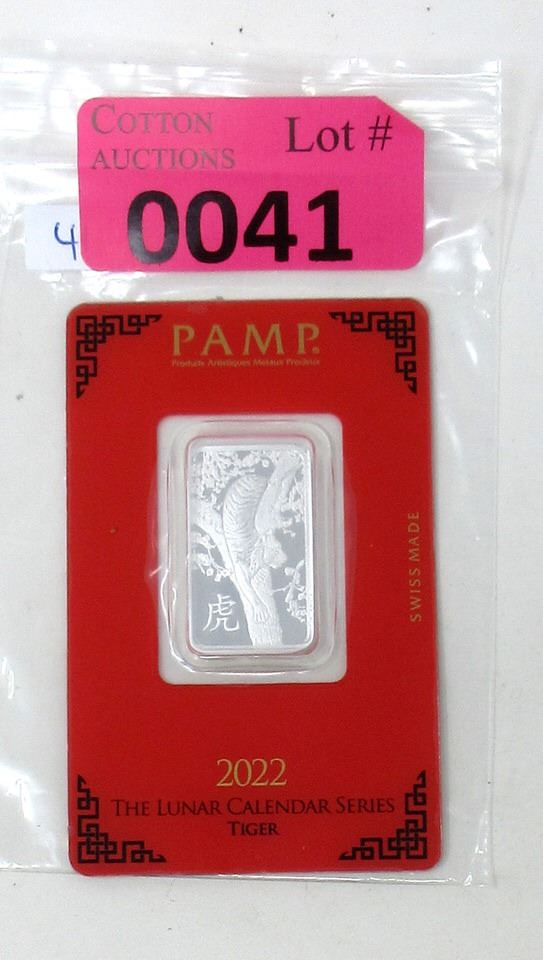 COTTON
AUCTIONS
Lot #
0041
4
PAMP®
Produits Artistiques Métaux Précieux
虎
SWISS MADE
2022
THE LUNAR CALENDAR SERIES
TIGER